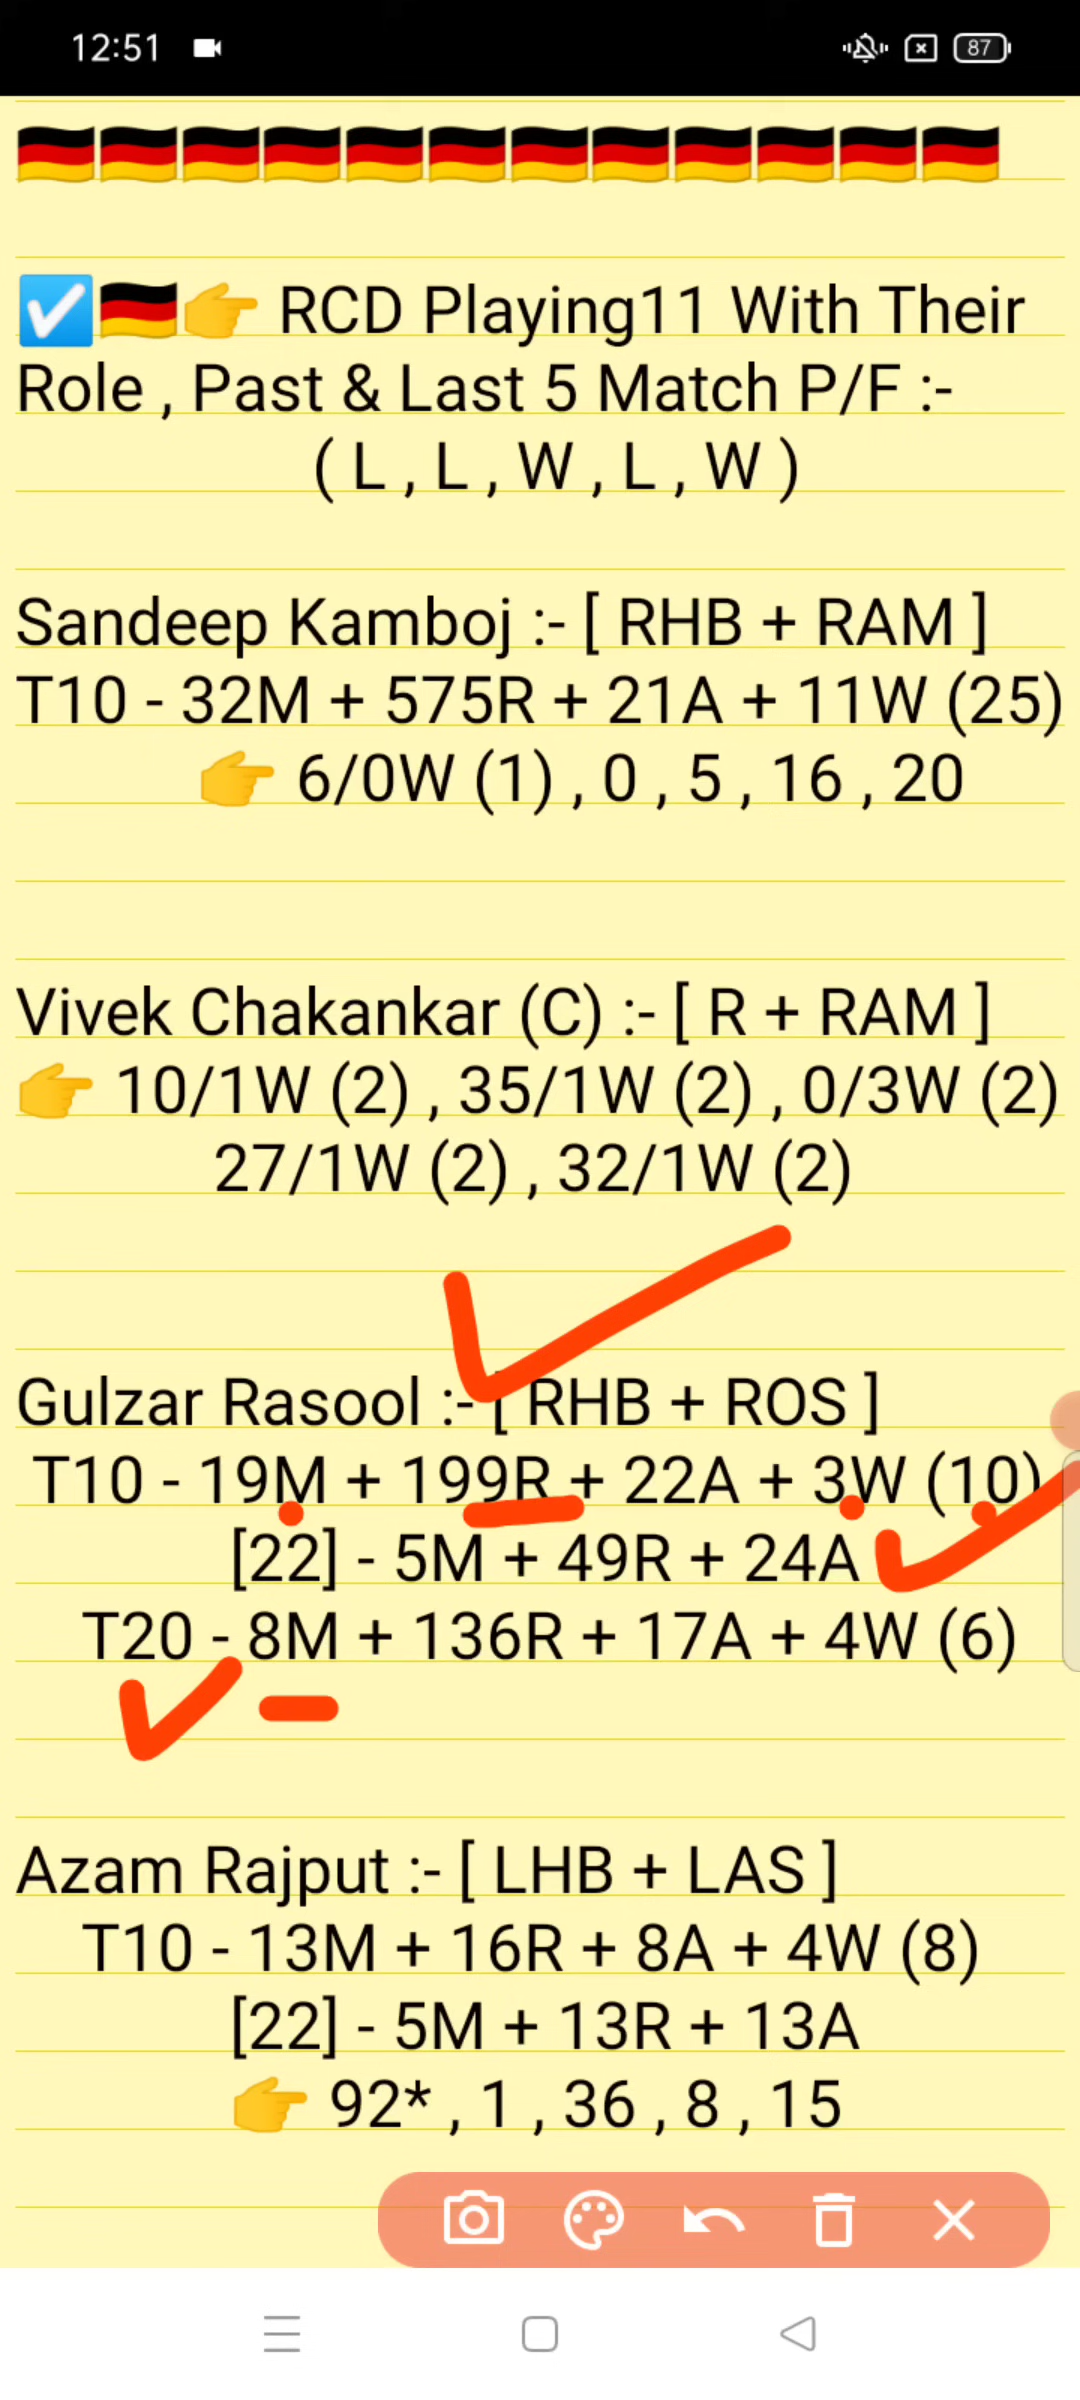 12:51
87
RCD Playing11 With Their
Role , Past & Last 5 Match P/F :-
( L , L , W , L , W )
Sandeep Kamboj :- [ RHB + RAM ]
T10 - 32M + 575R + 21A + 11W (25)
6/0W (1) , 0 , 5 , 16 , 20
Vivek Chakankar (C) :- [ R + RAM ]
10/1W (2) , 35/1W (2) , 0/3W (2)
27/1W (2) , 32/1W (2)
Gulzar Rasool :- [ RHB + ROS ]
T10 - 19M + 199R + 22A + 3W (10)
[22] - 5M + 49R + 24A
T20 - 8M + 136R + 17A + 4W (6)
Azam Rajput :- [ LHB + LAS ]
T10 - 13M + 16R + 8A + 4W (8)
[22] - 5M + 13R + 13A
92* , 1 , 36 , 8 , 15